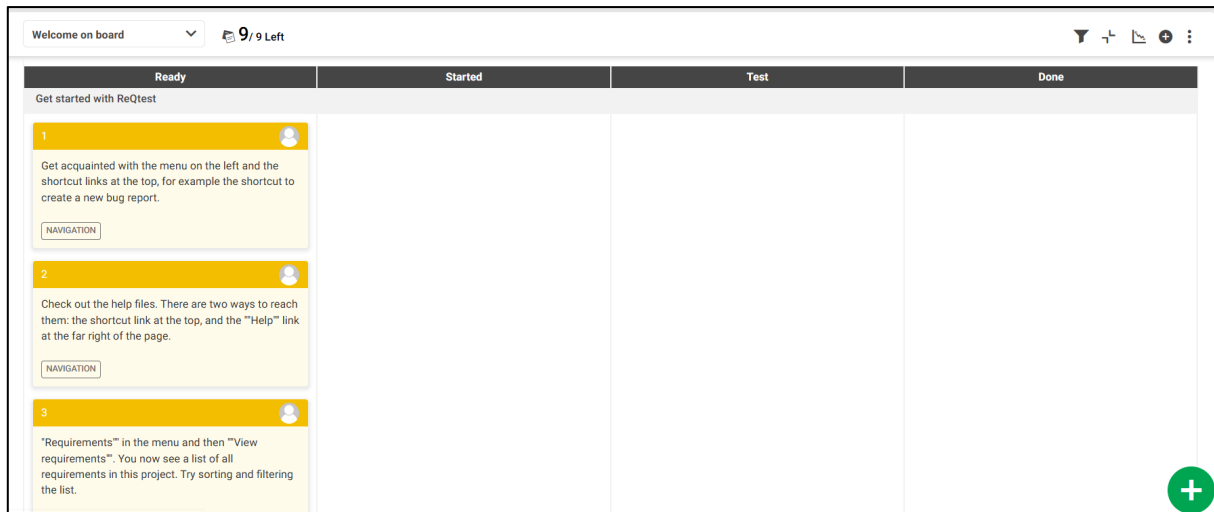 Welcome on board
9/ 9 Left
Ready
Started
Test
Done
Get started with ReQtest
1
Get acquainted with the menu on the left and the
shortcut links at the top, for example the shortcut to
create a new bug report.
NAVIGATION
2
Check out the help files. There are two ways to reach
them: the shortcut link at the top, and the ""Help"" link
at the far right of the page.
NAVIGATION
3
"Requirements"" in the menu and then ""View
requirements"". You now see a list of all
requirements in this project. Try sorting and filtering
the list.